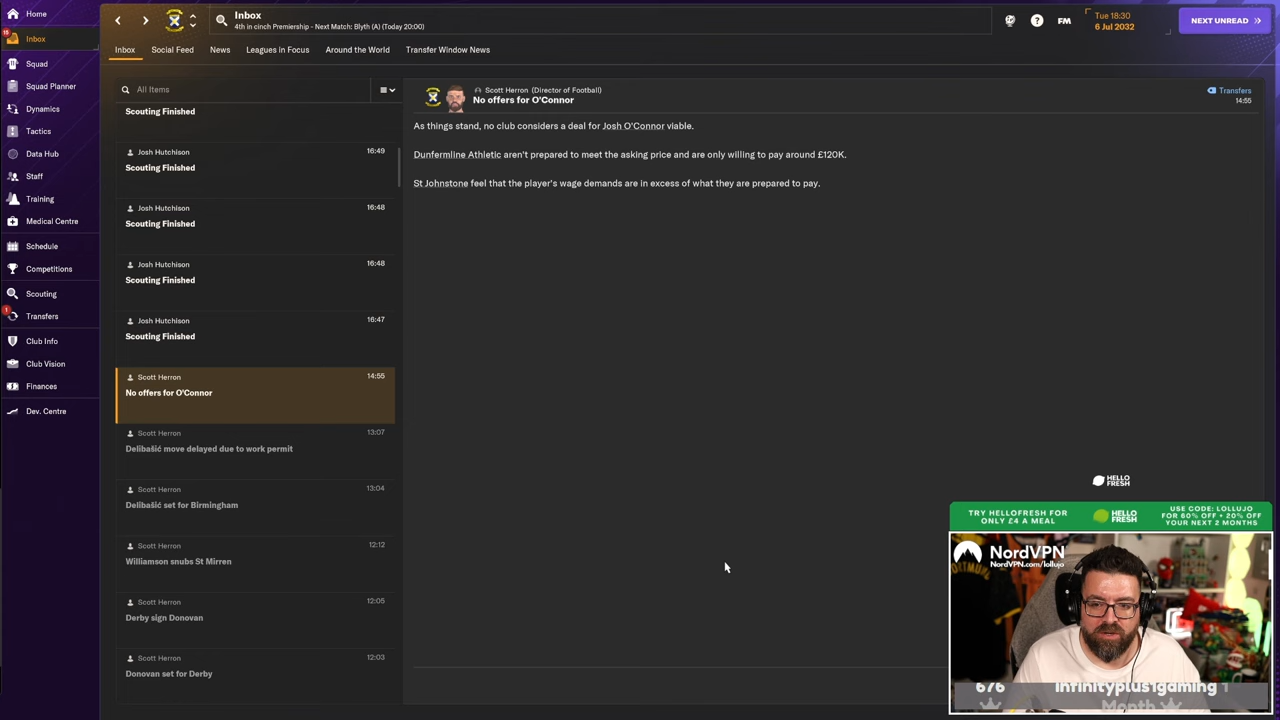 Home
15
Inbox
Squad
Squad Planner
Dynamics
Tactics
Data Hub
Staff
Training
Medical Centre
Schedule
Competitions
Scouting
1
Transfers
Club Info
Club Vision
Finances
Dev. Centre
Inbox
4th in cinch Premiership - Next Match: Blyth (A) (Today 20:00)
FM
Tue 18:30
6 Jul 2032
NEXT UNREAD
Inbox
Social Feed
News
Leagues in Focus
Around the World
Transfer Window News
All Items
Scouting Finished
Josh Hutchison 16:49
Scouting Finished
Josh Hutchison 16:48
Scouting Finished
Josh Hutchison 16:48
Scouting Finished
Josh Hutchison 16:47
Scouting Finished
Scott Herron 14:55
No offers for O'Connor
Scott Herron 13:07
Delibašić move delayed due to work permit
Scott Herron 13:04
Delibašić set for Birmingham
Scott Herron 12:12
Williamson snubs St Mirren
Scott Herron 12:05
Derby sign Donovan
Scott Herron 12:03
Donovan set for Derby
Scott Herron (Director of Football)
No offers for O'Connor
Transfers
14:55
As things stand, no club considers a deal for Josh O'Connor viable.
Dunfermline Athletic aren't prepared to meet the asking price and are only willing to pay around £120K.
St Johnstone feel that the player's wage demands are in excess of what they are prepared to pay.
HELLO
FRESH
TRY HELLOFRESH FOR
ONLY £4 A MEAL
HELLO
FRESH
USE CODE: LOLLUJO
FOR 60% OFF + 20% OFF
YOUR NEXT 2 MONTHS
NordVPN
NordVPN.com/lollujo
676
infinityplus1gaming 1
Month